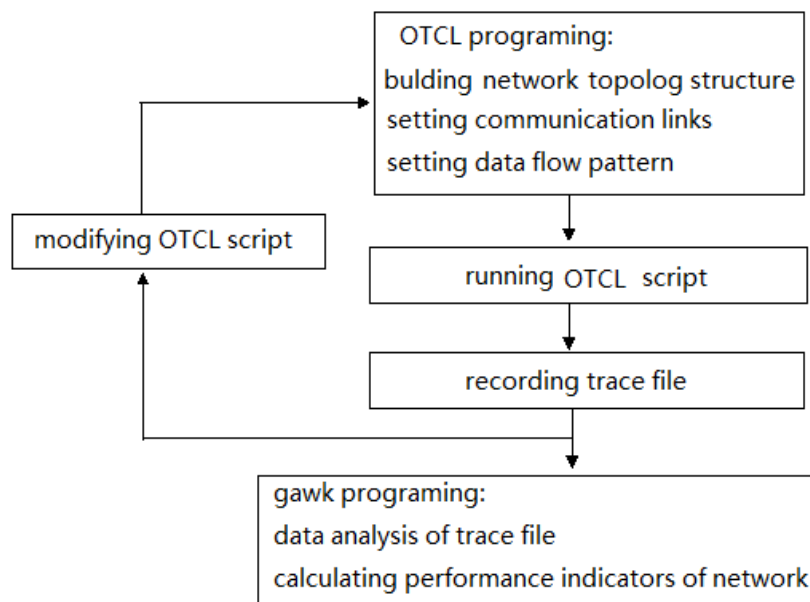 OTCL programing:
bulding network topolog structure
setting communication links
setting data flow pattern
modifying OTCL script
running OTCL script
recording trace file
gawk programing:
data analysis of trace file
calculating performance indicators of network